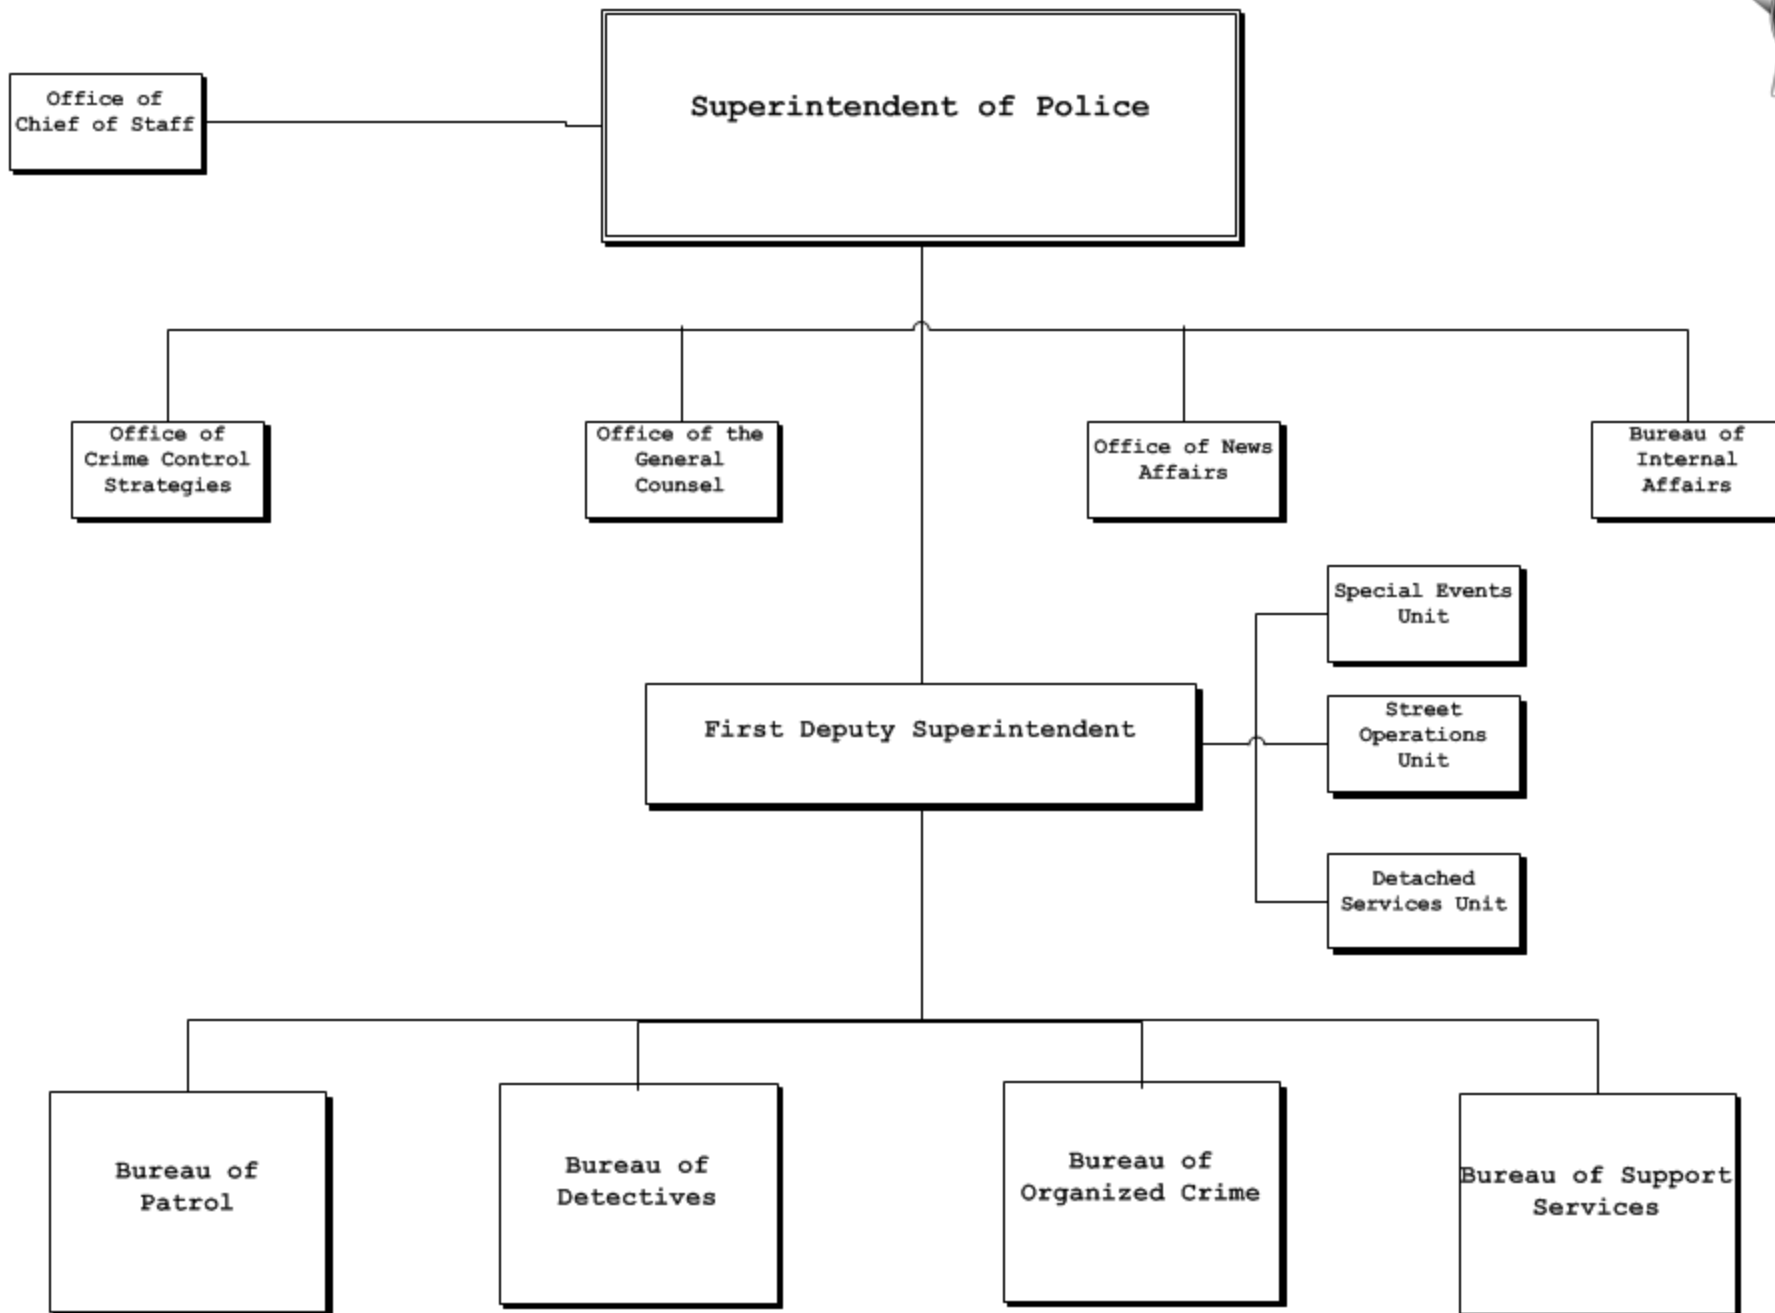 Office of
Chief of Staff
Superintendent of Police
Office of
Crime Control
Strategies
Office of the
General
Counsel
Office of News
Affairs
Bureau of
Internal
Affairs
Special Events
Unit
First Deputy Superintendent
Street
Operations
Unit
Detached
Services Unit
Bureau of
Patrol
Bureau of
Detectives
Bureau of
Organized Crime
Bureau of Support
Services